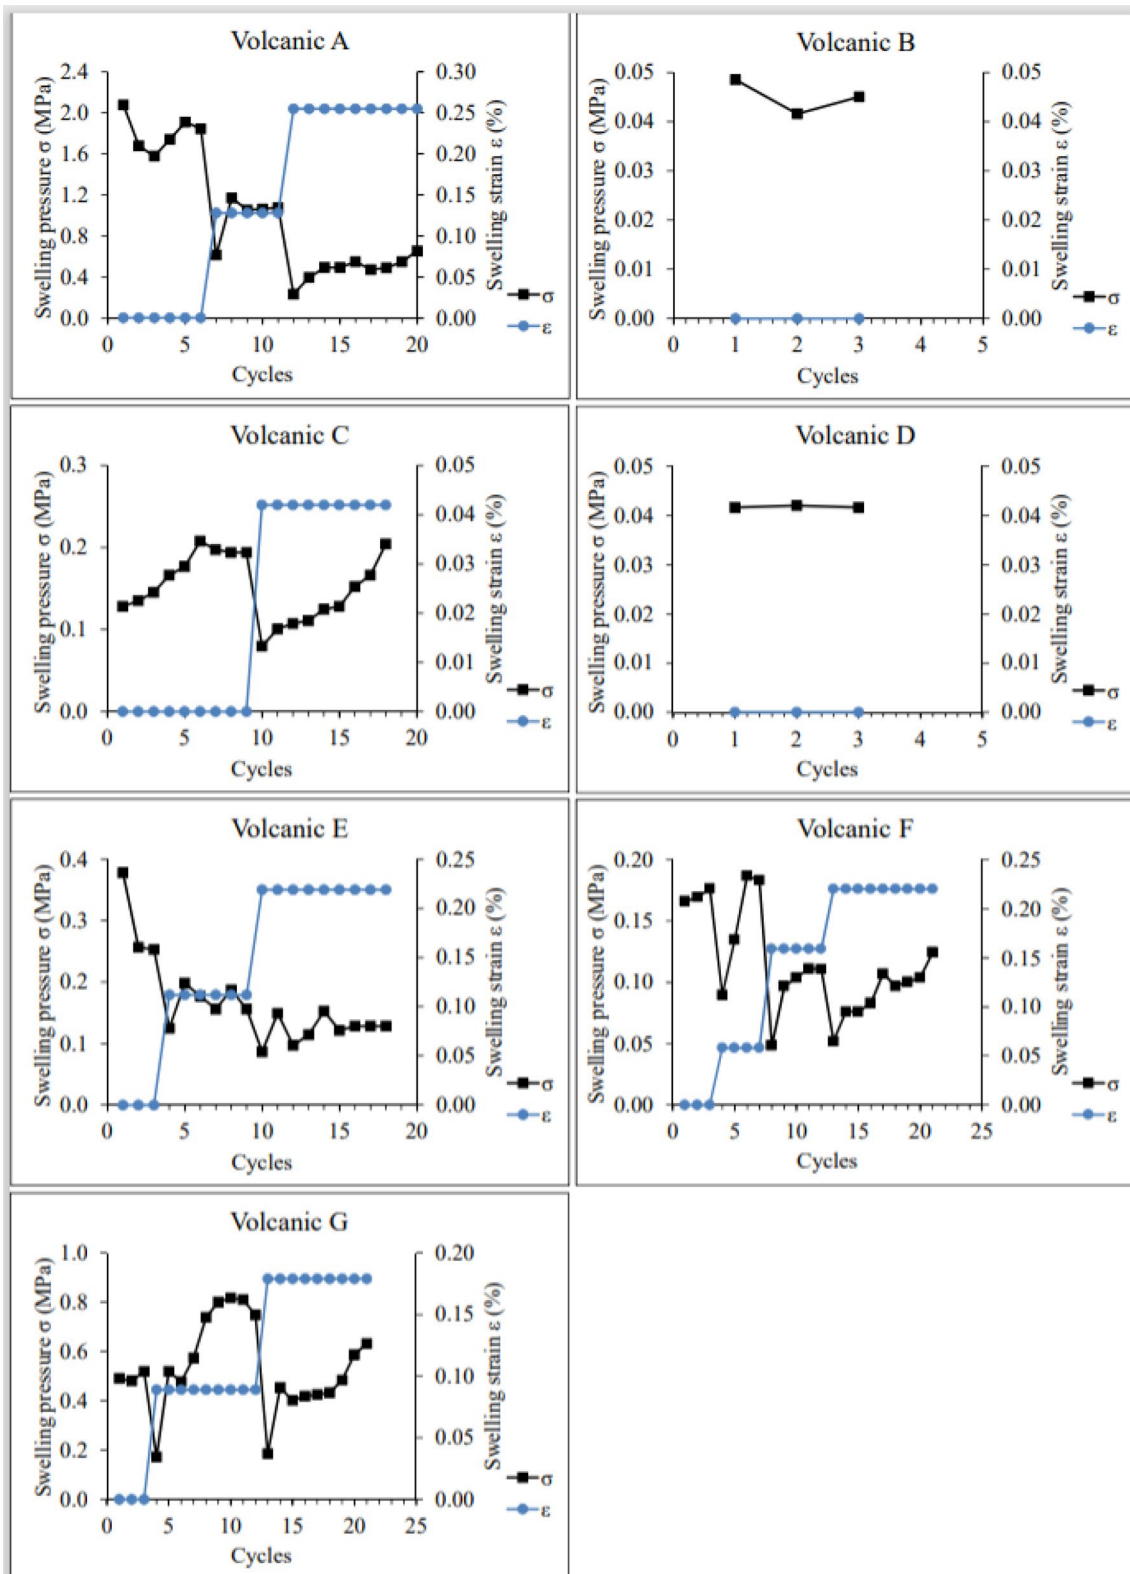 Volcanic A
Swelling pressure σ (MPa)
2.4
2.0
1.6
1.2
0.8
0.4
0.0
0.30
0.25
0.20
0.15
0.10
0.05
0.00
Swelling strain ε (%)
σ
ε
0 5 10 15 20
Cycles
Volcanic B
Swelling pressure σ (MPa)
0.05
0.04
0.03
0.02
0.01
0.00
0.05
0.04
0.03
0.02
0.01
0.00
Swelling strain ε (%)
σ
ε
0 1 2 3 4 5
Cycles
Volcanic C
Swelling pressure σ (MPa)
0.3
0.2
0.1
0.0
0.05
0.04
0.03
0.02
0.01
0.00
Swelling strain ε (%)
σ
ε
0 5 10 15 20
Cycles
Volcanic D
Swelling pressure σ (MPa)
0.05
0.04
0.03
0.02
0.01
0.00
0.05
0.04
0.03
0.02
0.01
0.00
Swelling strain ε (%)
σ
ε
0 1 2 3 4 5
Cycles
Volcanic E
Swelling pressure σ (MPa)
0.4
0.3
0.2
0.1
0.0
0.25
0.20
0.15
0.10
0.05
0.00
Swelling strain ε (%)
σ
ε
0 5 10 15 20
Cycles
Volcanic F
Swelling pressure σ (MPa)
0.20
0.15
0.10
0.05
0.00
0.25
0.20
0.15
0.10
0.05
0.00
Swelling strain ε (%)
σ
ε
0 5 10 15 20 25
Cycles
Volcanic G
Swelling pressure σ (MPa)
1.0
0.8
0.6
0.4
0.2
0.0
0.20
0.15
0.10
0.05
0.00
Swelling strain ε (%)
σ
ε
0 5 10 15 20 25
Cycles